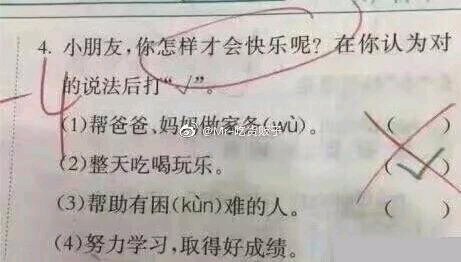 4. 小朋友,你怎样才会快乐呢?在你认为对
的说法后打“√”。
(1)帮爸爸、妈妈做家务(wù)。 ( )
(2)整天吃喝玩乐。 (√)
(3)帮助有困(kùn)难的人。 ( )
(4)努力学习,取得好成绩。
-4
@Mr-吃货贩子